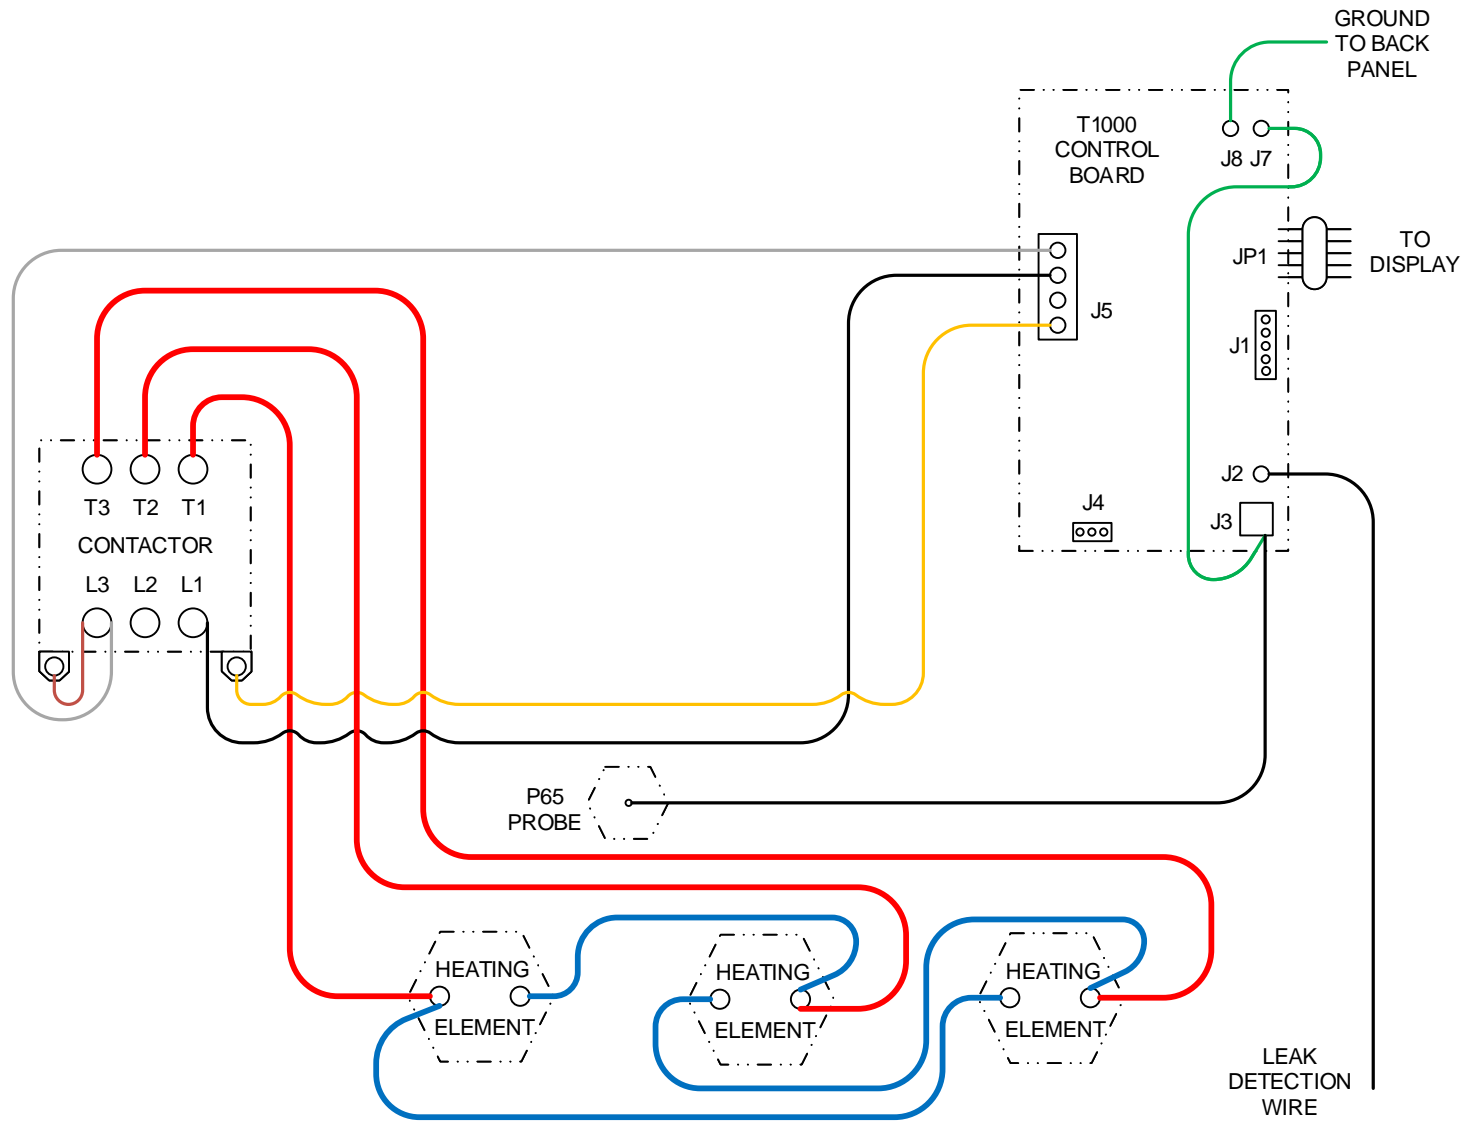 GROUND
TO BACK
PANEL
T1000
CONTROL
BOARD
J8 J7
JP1
TO
DISPLAY
J5
J1
J2
J4
J3
T3 T2 T1
CONTACTOR
L3 L2 L1
P65
PROBE
HEATING
ELEMENT
HEATING
ELEMENT
HEATING
ELEMENT
LEAK
DETECTION
WIRE